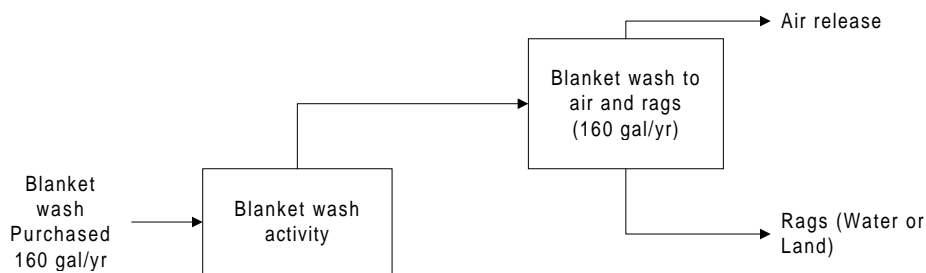 Air release
Blanket wash to
air and rags
(160 gal/yr)
Blanket
wash
Purchased
160 gal/yr
Blanket wash
activity
Rags (Water or
Land)